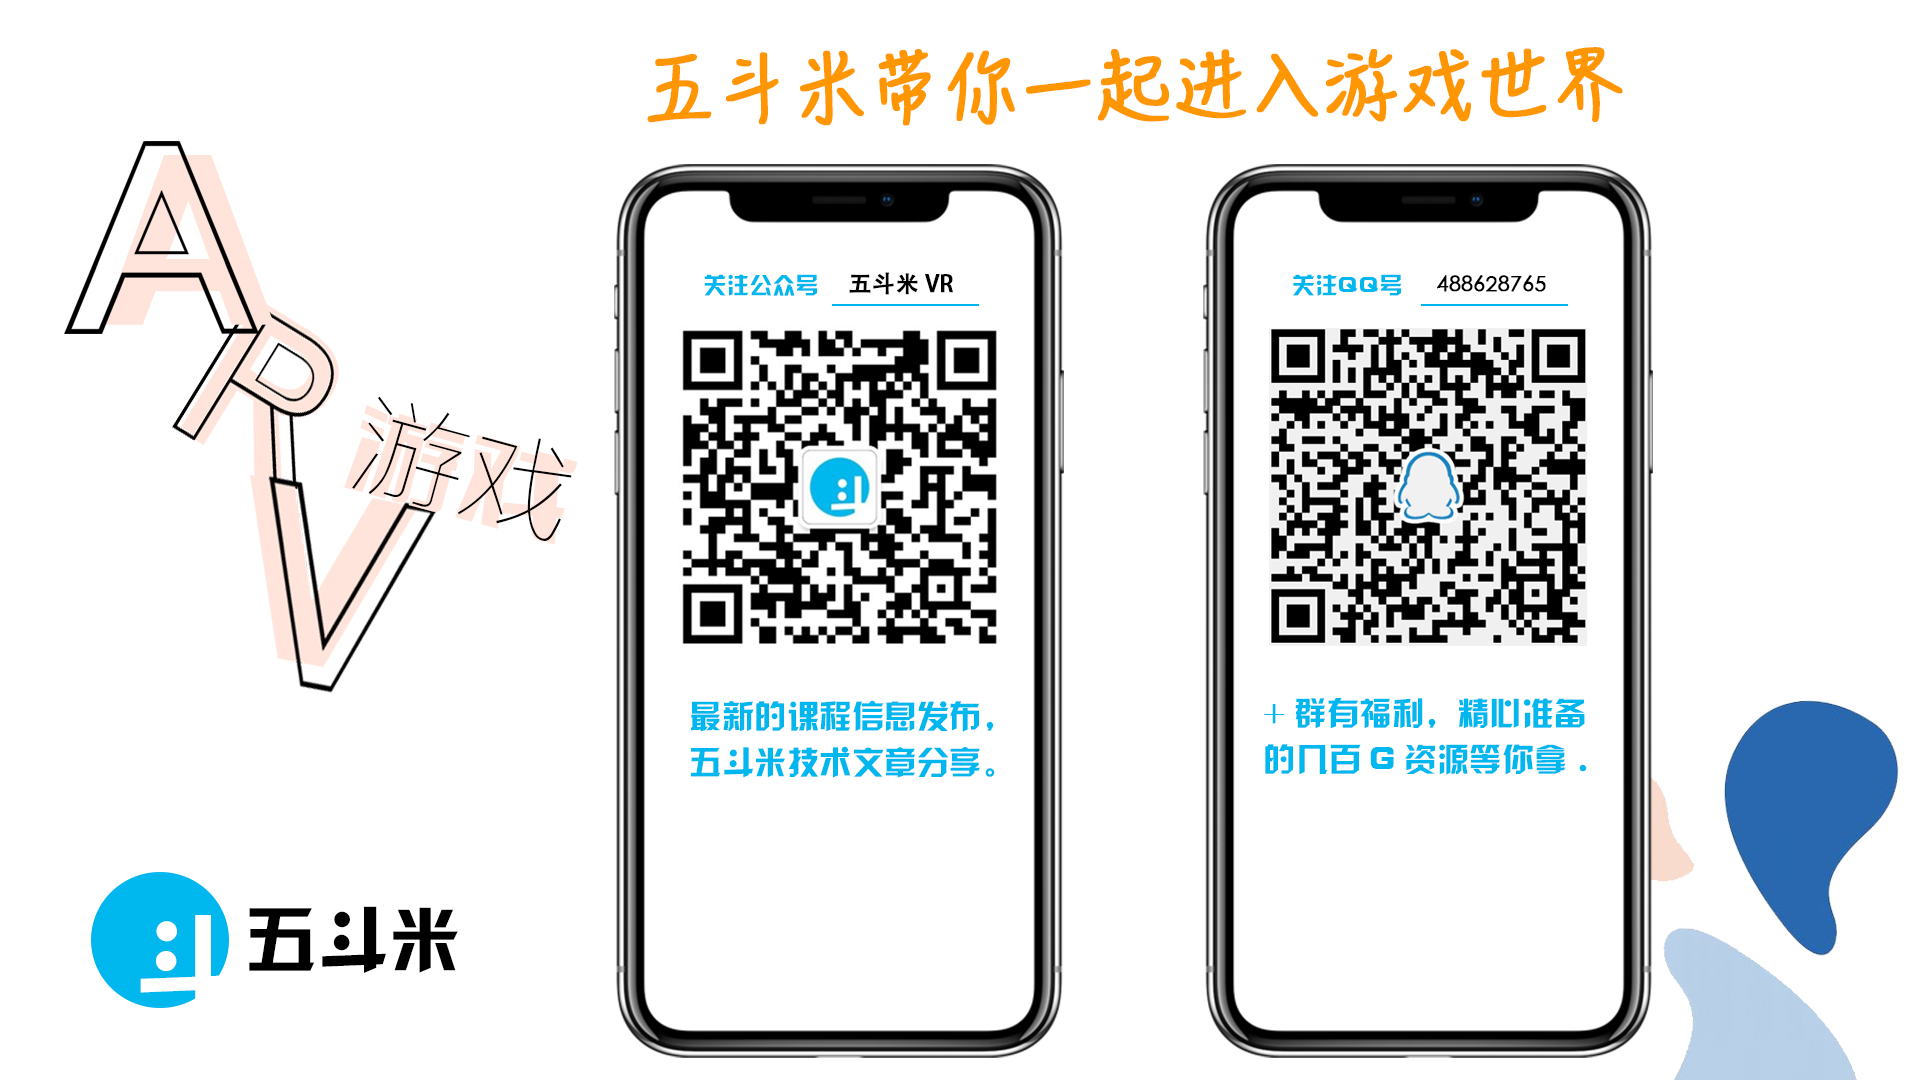 五斗米带你一起进入游戏世界
ARV
游戏
关注公众号 五斗米 VR
最新的课程信息发布，
五斗米技术文章分享。
关注QQ号 488628765
+ 群有福利，精心准备
的几百 G 资源等你拿 .
五斗米